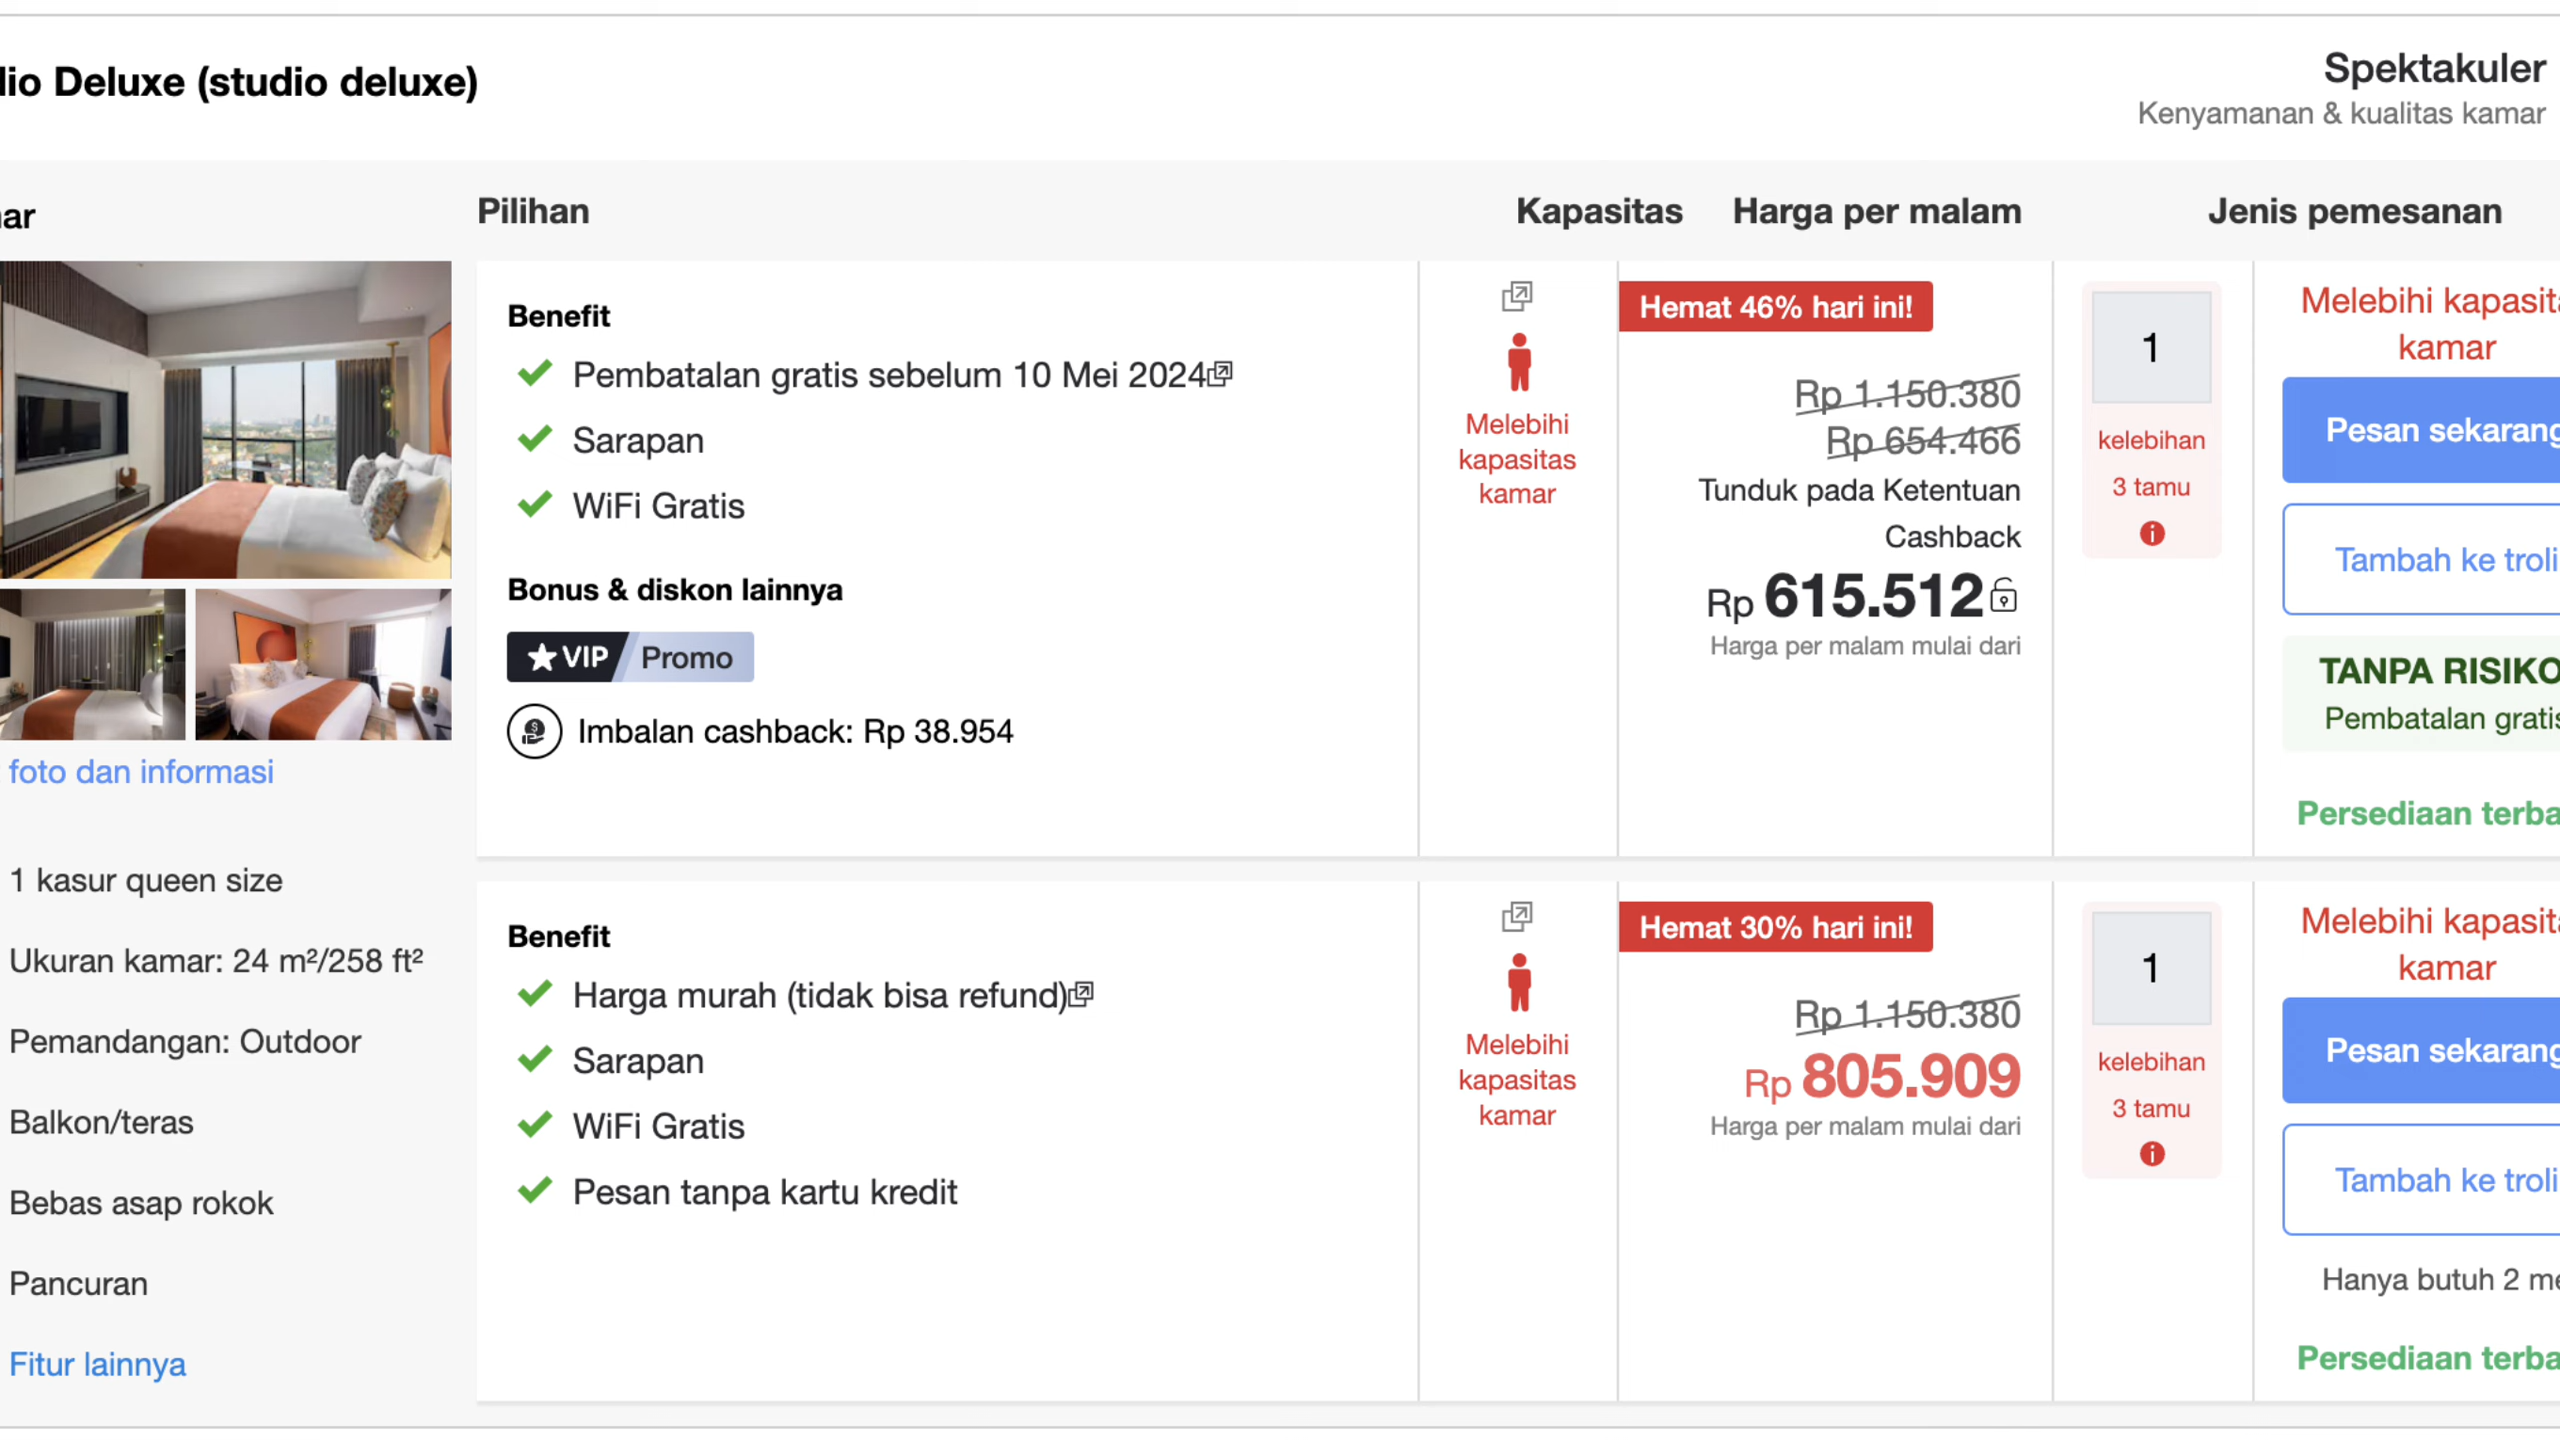 dio Deluxe (studio deluxe)
Spektakuler
Kenyamanan & kualitas kamar
Pilihan
Kapasitas
Harga per malam
Jenis pemesanan
foto dan informasi
1 kasur queen size
Ukuran kamar: 24 m²/258 ft²
Pemandangan: Outdoor
Balkon/teras
Bebas asap rokok
Pancuran
Fitur lainnya
Benefit
Pembatalan gratis sebelum 10 Mei 2024
Sarapan
WiFi Gratis
Bonus & diskon lainnya
VIP Promo
Imbalan cashback: Rp 38.954
Melebihi
kapasitas
kamar
Hemat 46% hari ini!
Rp 1.150.380
Rp 654.466
Tunduk pada Ketentuan
Cashback
Rp 615.512
Harga per malam mulai dari
1
kelebihan
3 tamu
Melebihi kapasita
kamar
Pesan sekarang
Tambah ke troli
TANPA RISIKO
Pembatalan gratis
Persediaan terba
Benefit
Harga murah (tidak bisa refund)
Sarapan
WiFi Gratis
Pesan tanpa kartu kredit
Melebihi
kapasitas
kamar
Hemat 30% hari ini!
Rp 1.150.380
Rp 805.909
Harga per malam mulai dari
1
kelebihan
3 tamu
Melebihi kapasita
kamar
Pesan sekarang
Tambah ke troli
Hanya butuh 2 me
Persediaan terba